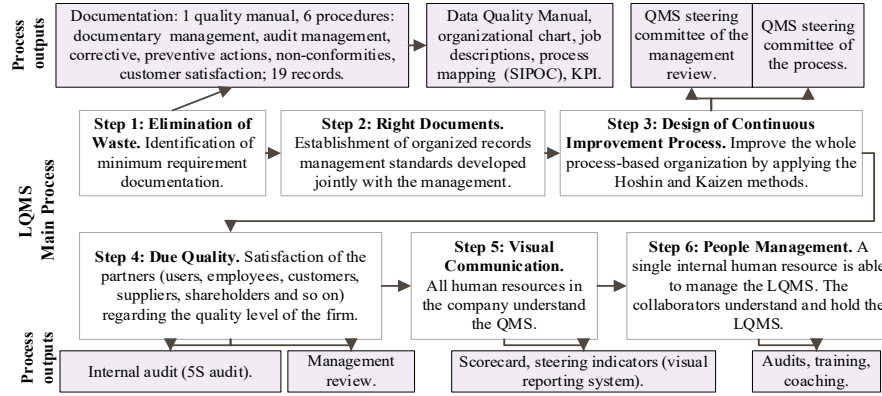 Process
outputs
Documentation: 1 quality manual, 6 procedures:
documentary management, audit management,
corrective, preventive actions, non-conformities,
customer satisfaction; 19 records.
Data Quality Manual,
organizational chart, job
descriptions, process
mapping (SIPOC), KPI.
QMS steering
committee of the
management
review.
QMS steering
committee of
the process.
LQMS
Main Process
Step 1: Elimination of
Waste. Identification of
minimum requirement
documentation.
Step 2: Right Documents.
Establishment of organized records
management standards developed
jointly with the management.
Step 3: Design of Continuous
Improvement Process. Improve the whole
process-based organization by applying the
Hoshin and Kaizen methods.
Step 4: Due Quality. Satisfaction of the
partners (users, employees, customers,
suppliers, shareholders and so on)
regarding the quality level of the firm.
Step 5: Visual
Communication.
All human resources in
the company understand
the QMS.
Step 6: People Management. A
single internal human resource is able
to manage the LQMS. The
collaborators understand and hold the
LQMS.
Process
outputs
Internal audit (5S audit).
Management
review.
Scorecard, steering indicators (visual
reporting system).
Audits, training,
coaching.